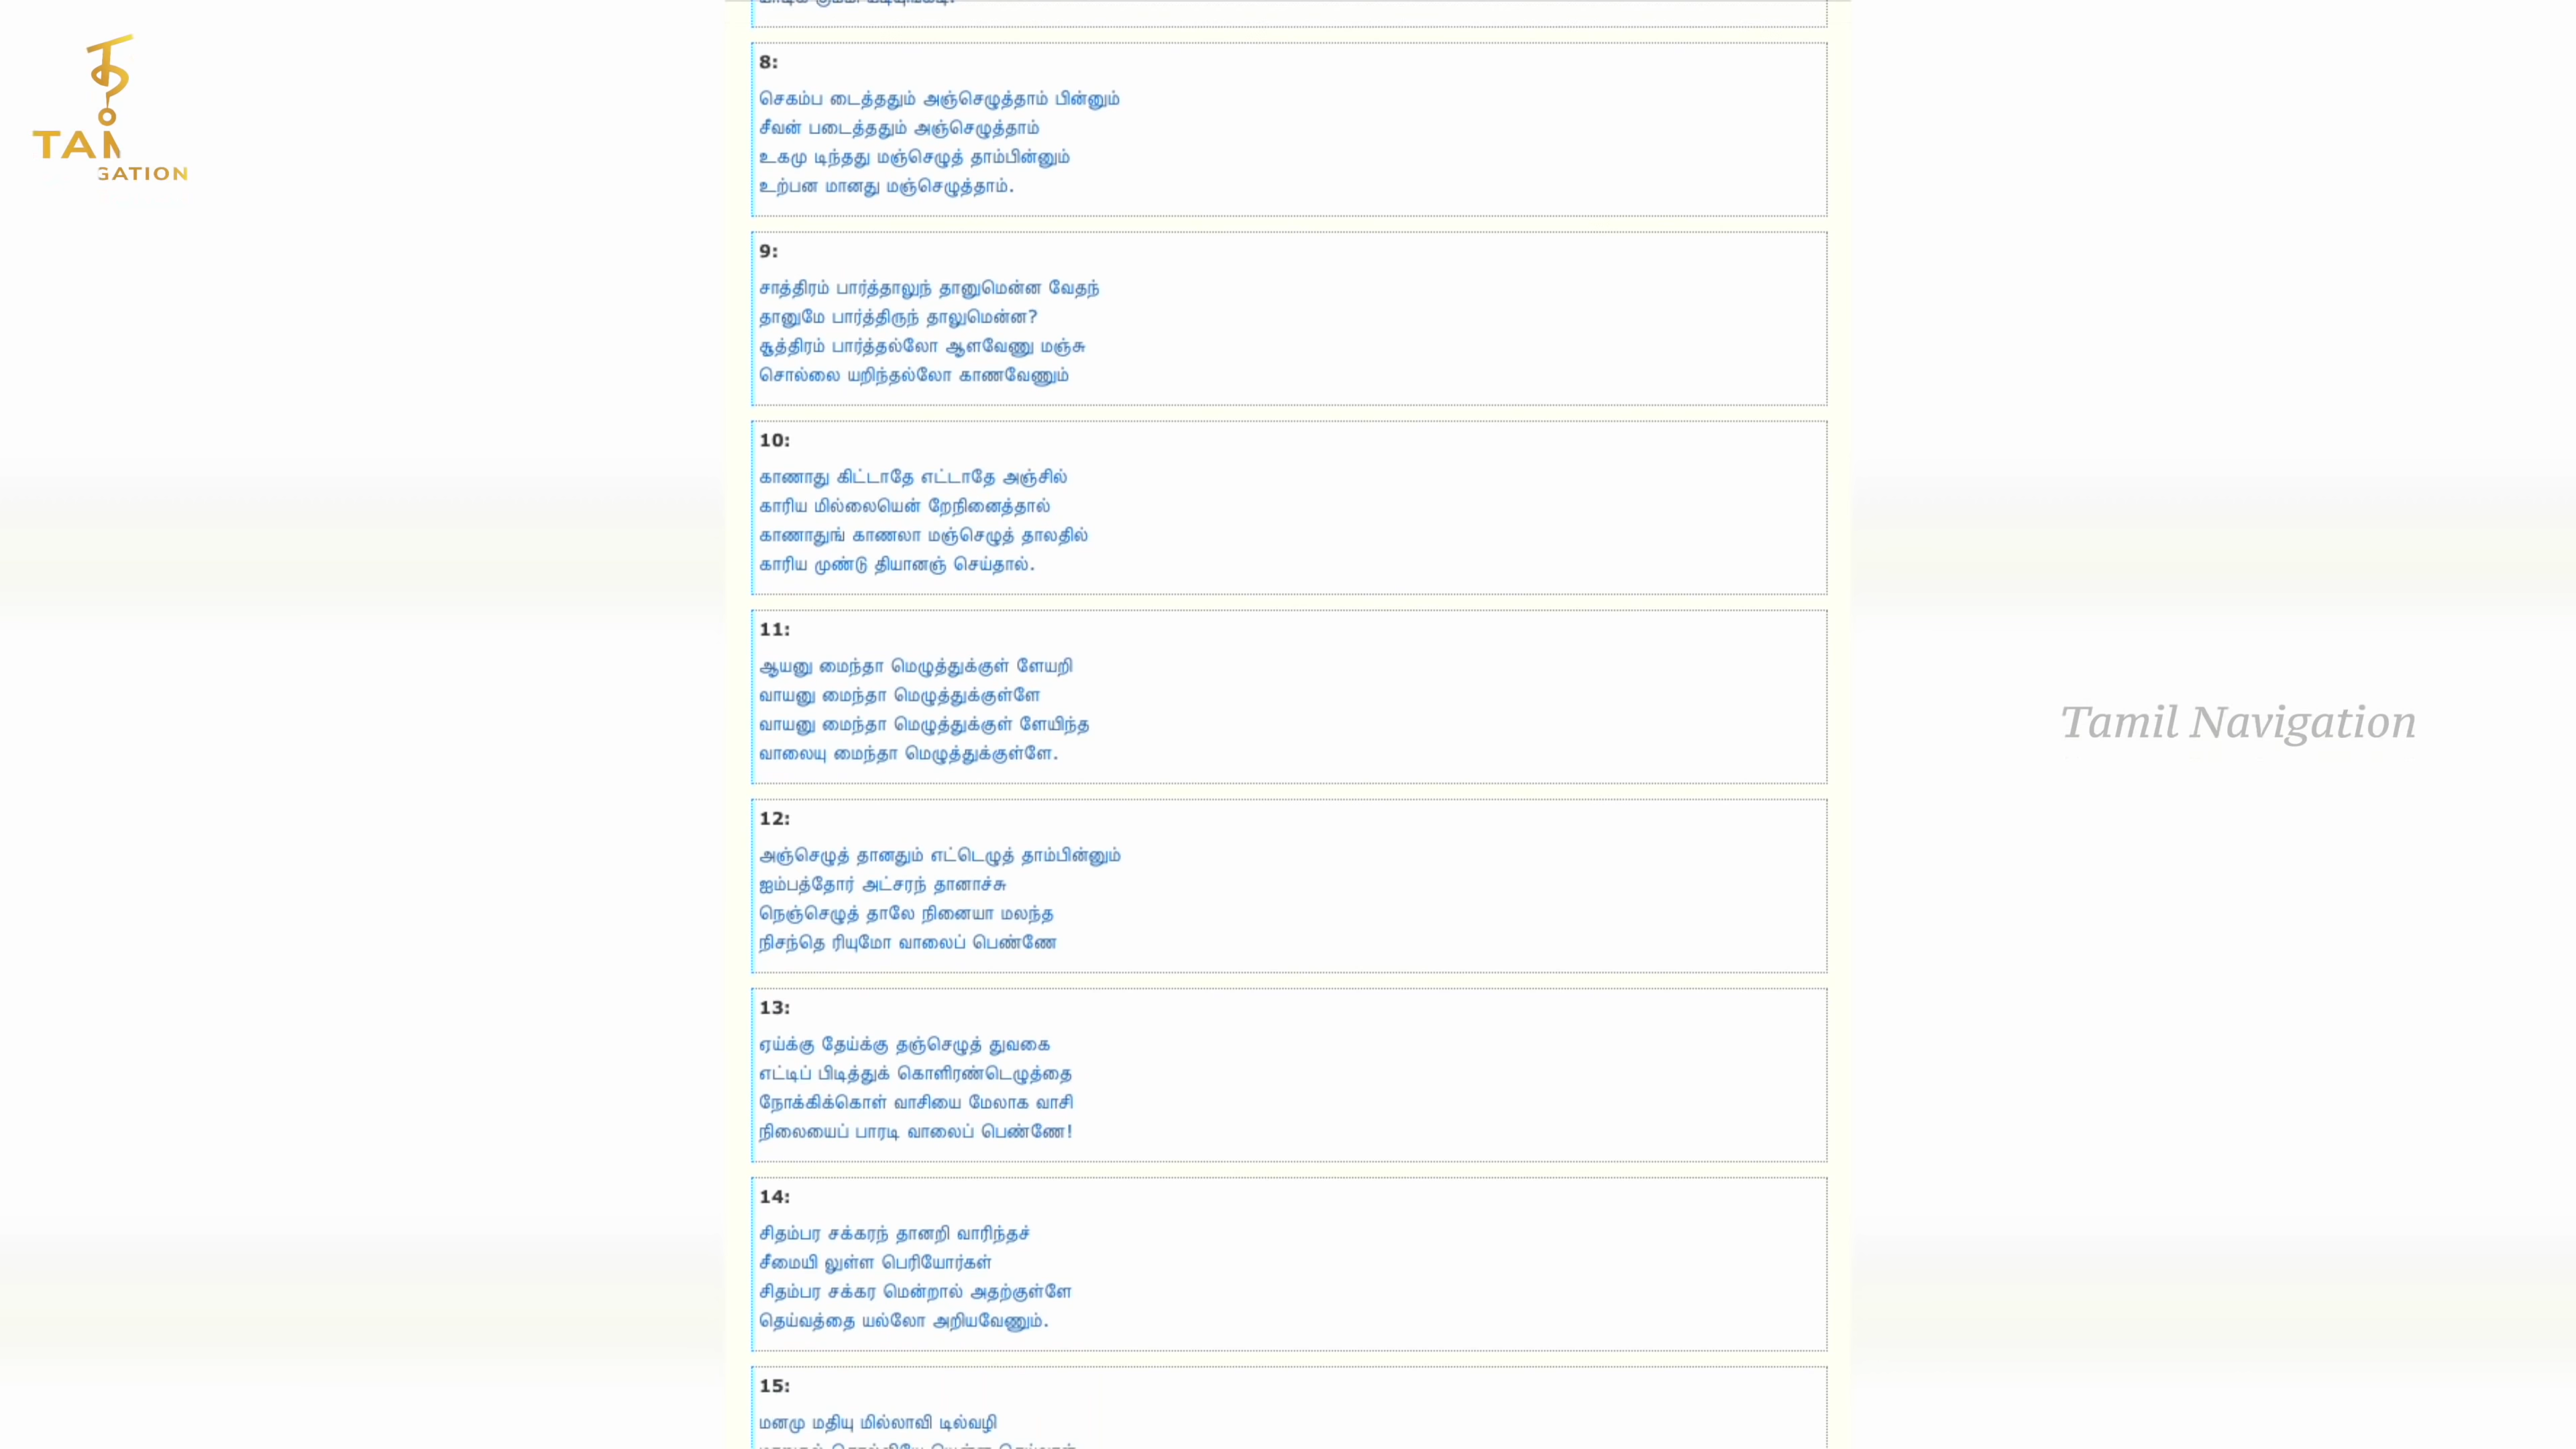 TAM
GATION
8:
செகம்ப டைத்ததும் அஞ்செழுத்தாம் பின்னும்
சீவன் படைத்ததும் அஞ்செழுத்தாம்
உகமு டிந்தது மஞ்செழுத் தாம்பின்னும்
உற்பன மானது மஞ்செழுத்தாம்.
9:
சாத்திரம் பார்த்தாலுந் தானுமென்ன வேதந்
தானுமே பார்த்திருந் தாலுமென்ன?
சூத்திரம் பார்த்தல்லோ ஆளவேணு மஞ்சு
சொல்லை யறிந்தல்லோ காணவேணும்
10:
காணாது கிட்டாதே எட்டாதே அஞ்சில்
காரிய மில்லையென் றேநினைத்தால்
காணாதுங் காணலா மஞ்செழுத் தாலதில்
காரிய முண்டு தியானஞ் செய்தால்.
11:
ஆயனு மைந்தா மெழுத்துக்குள் ளேயறி
வாயனு மைந்தா மெழுத்துக்குள்ளே
வாயனு மைந்தா மெழுத்துக்குள் ளேயிந்த
வாலையு மைந்தா மெழுத்துக்குள்ளே.
12:
அஞ்செழுத் தானதும் எட்டெழுத் தாம்பின்னும்
ஐம்பத்தோர் அட்சரந் தானாச்சு
நெஞ்செழுத் தாலே நினையா மலந்த
நிசந்தெ ரியுமோ வாலைப் பெண்ணே
13:
ஏய்க்கு தேய்க்கு தஞ்செழுத் துவகை
எட்டிப் பிடித்துக் கொளிரண்டெழுத்தை
நோக்கிக்கொள் வாசியை மேலாக வாசி
நிலையைப் பாரடி வாலைப் பெண்ணே!
14:
சிதம்பர சக்கரந் தானறி வாரிந்தச்
சீமையி லுள்ள பெரியோர்கள்
சிதம்பர சக்கர மென்றால் அதற்குள்ளே
தெய்வத்தை யல்லோ அறியவேணும்.
15:
மனமு மதியு மில்லாவி டில்வழி
Tamil Navigation